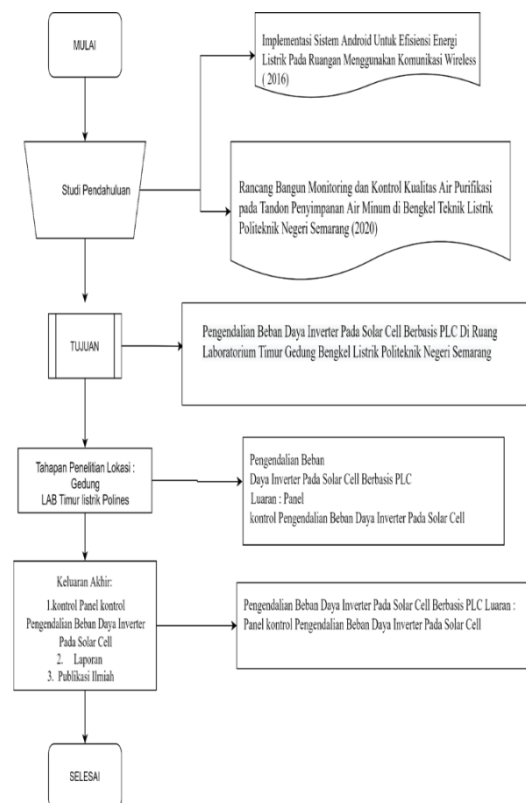 MULAI
Implementasi Sistem Android Untuk Efisiensi Energi
Listrik Pada Ruangan Menggunakan Komunikasi Wireless
( 2016)
Studi Pendahuluan
Rancang Bangun Monitoring dan Kontrol Kualitas Air Purifikasi
pada Tandon Penyimpanan Air Minum di Bengkel Teknik Listrik
Politeknik Negeri Semarang (2020)
TUJUAN
Pengendalian Beban Daya Inverter Pada Solar Cell Berbasis PLC Di Ruang
Laboratorium Timur Gedung Bengkel Listrik Politeknik Negeri Semarang
Tahapan Penelitian Lokasi :
Gedung
LAB Timur listrik Polines
Pengendalian Beban
Daya Inverter Pada Solar Cell Berbasis PLC
Luaran : Panel
kontrol Pengendalian Beban Daya Inverter Pada Solar Cell
Keluaran Akhir:
1.kontrol Panel kontrol
Pengendalian Beban Daya Inverter
Pada Solar Cell
2. Laporan
3. Publikasi Ilmiah
Pengendalian Beban Daya Inverter Pada Solar Cell Berbasis PLC Luaran :
Panel kontrol Pengendalian Beban Daya Inverter Pada Solar Cell
SELESAI